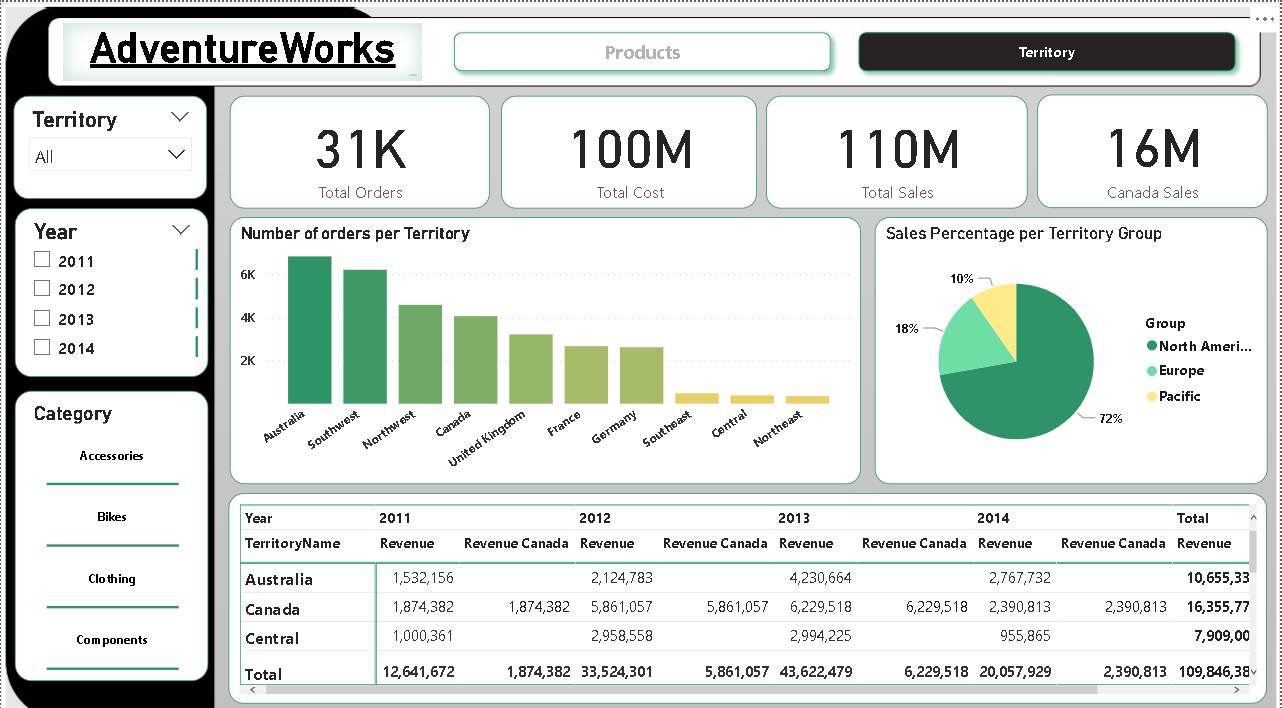 AdventureWorks
Products
Territory
Territory
All
Year
2011
2012
2013
2014
Category
Accessories
Bikes
Clothing
Components
31K
Total Orders
100M
Total Cost
110M
Total Sales
16M
Canada Sales
Number of orders per Territory
6K
4K
2K
Australia
Southwest
Northwest
Canada
United Kingdom
France
Germany
Southeast
Central
Northeast
Sales Percentage per Territory Group
10%
18%
72%
Group
North Ameri...
Europe
Pacific
Year 2011 2012 2013 2014 Total
TerritoryName Revenue Revenue Canada Revenue Revenue Canada Revenue Revenue Canada Revenue Revenue Canada Revenue
Australia 1,532,156 2,124,783 4,230,664 2,767,732 10,655,33
Canada 1,874,382 1,874,382 5,861,057 5,861,057 6,229,518 6,229,518 2,390,813 2,390,813 16,355,77
Central 1,000,361 2,958,558 2,994,225 955,865 7,909,00
Total 12,641,672 1,874,382 33,524,301 5,861,057 43,622,479 6,229,518 20,057,929 2,390,813 109,846,38